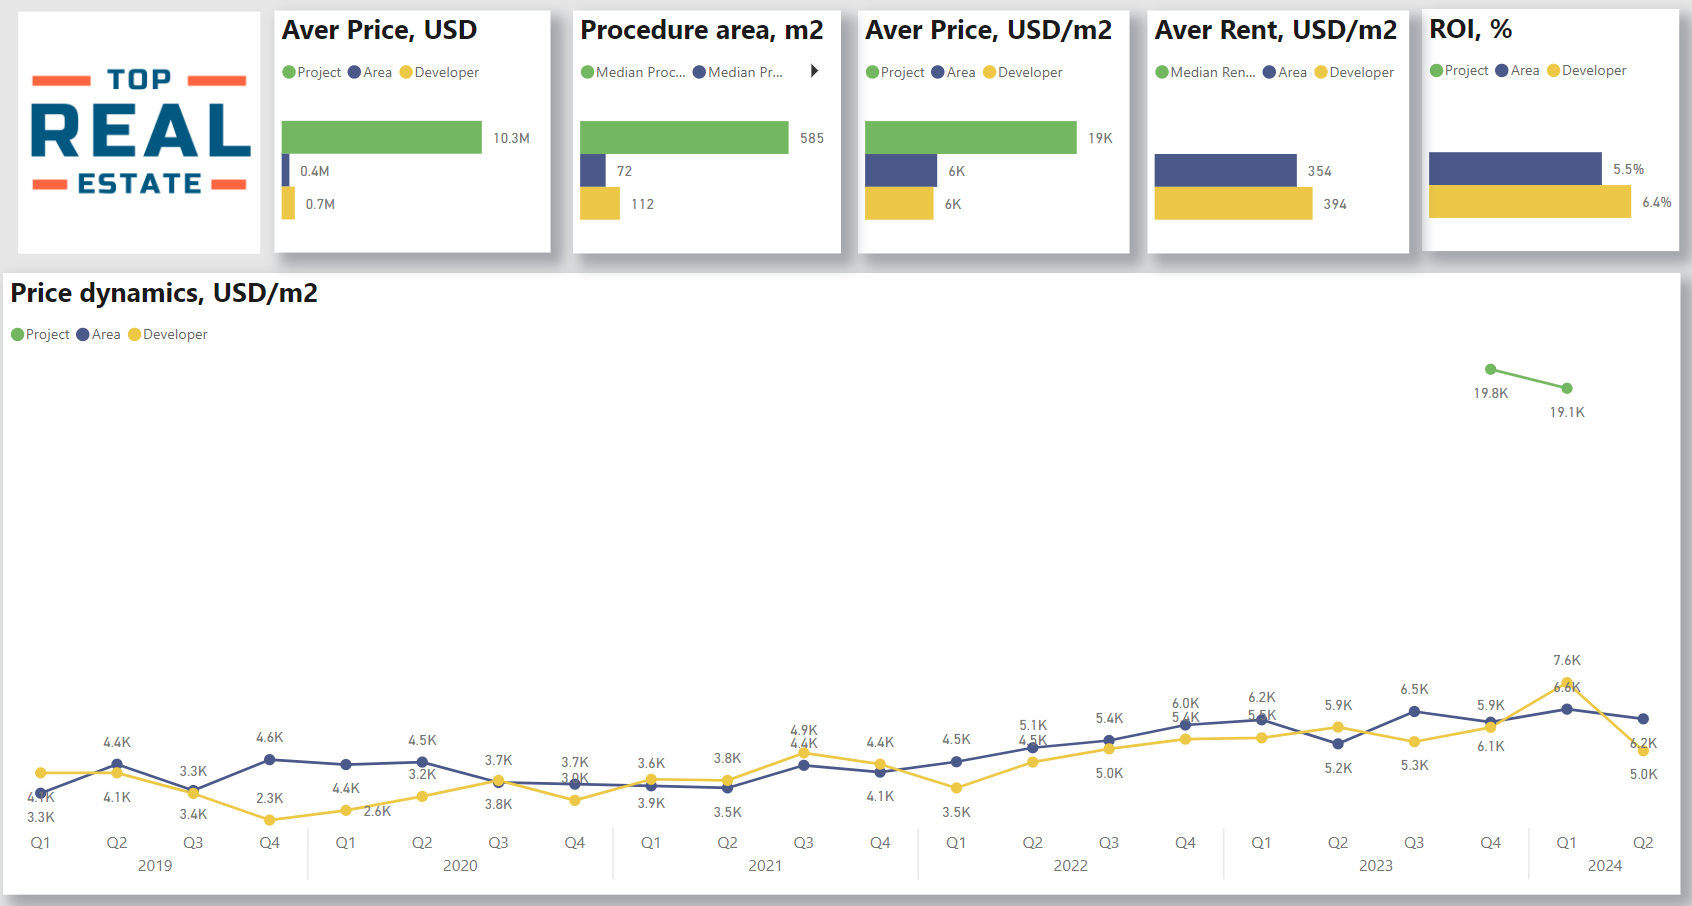 TOP
REAL
ESTATE
Aver Price, USD
Project Area Developer
10.3M
0.4M
0.7M
Procedure area, m2
Median Proc... Median Pr...
585
72
112
Aver Price, USD/m2
Project Area Developer
19K
6K
6K
Aver Rent, USD/m2
Median Ren... Area Developer
354
394
ROI, %
Project Area Developer
5.5%
6.4%
Price dynamics, USD/m2
Project Area Developer
19.8K
19.1K
4.1K 4.4K 3.3K 4.6K 4.4K 4.5K 3.7K 3.7K 3.6K 3.8K 4.9K 4.4K 4.5K 5.1K 5.4K 6.0K 6.2K 5.9K 6.5K 5.9K 7.6K 6.2K
3.3K 4.1K 3.4K 2.3K 2.6K 3.2K 3.8K 3.9K 3.5K 4.4K 4.1K 3.5K 4.5K 5.0K 5.4K 5.5K 5.2K 5.3K 6.1K 6.6K 5.0K
Q1 Q2 Q3 Q4 Q1 Q2 Q3 Q4 Q1 Q2 Q3 Q4 Q1 Q2 Q3 Q4 Q1 Q2 Q3 Q4 Q1 Q2
2019 2020 2021 2022 2023 2024